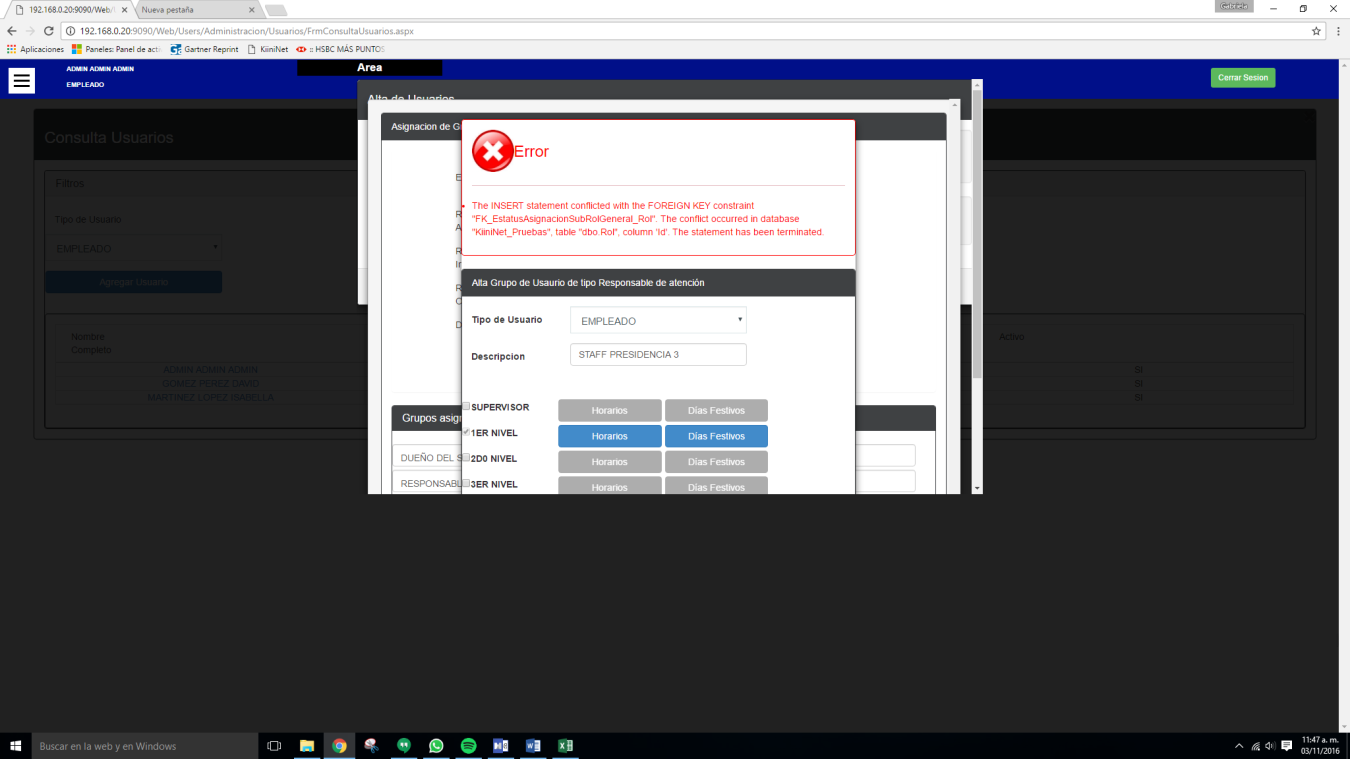 Gabriela
192.168.0.20:9090/Web/
Nueva pestaña
192.168.0.20:9090/Web/Users/Administracion/Usuarios/FrmConsultaUsuarios.aspx
Aplicaciones
Paneles: Panel de acti
Gartner Reprint
KiiniNet
:: HSBC MÁS PUNTOS
ADMIN ADMIN ADMIN
EMPLEADO
Area
Cerrar Sesion
Alta de Usuarios
Consulta Usuarios
Asignacion de G
Error
Filtros
Tipo de Usuario
EMPLEADO
Agregar Usuario
The INSERT statement conflicted with the FOREIGN KEY constraint
"FK_EstatusAsignacionSubRolGeneral_Rol". The conflict occurred in database
"KiiniNet_Pruebas", table "dbo.Rol", column 'Id'. The statement has been terminated.
Alta Grupo de Usaurio de tipo Responsable de atención
Tipo de Usuario
EMPLEADO
Descripcion
STAFF PRESIDENCIA 3
Nombre
Completo
Activo
ADMIN ADMIN ADMIN
SI
GOMEZ PEREZ DAVID
SI
MARTINEZ LOPEZ ISABELLA
SI
Grupos asig
SUPERVISOR
Horarios
Días Festivos
1ER NIVEL
Horarios
Días Festivos
DUEÑO DEL S
2D0 NIVEL
Horarios
Días Festivos
RESPONSABL
3ER NIVEL
Horarios
Días Festivos
Buscar en la web y en Windows
11:47 a. m.
03/11/2016